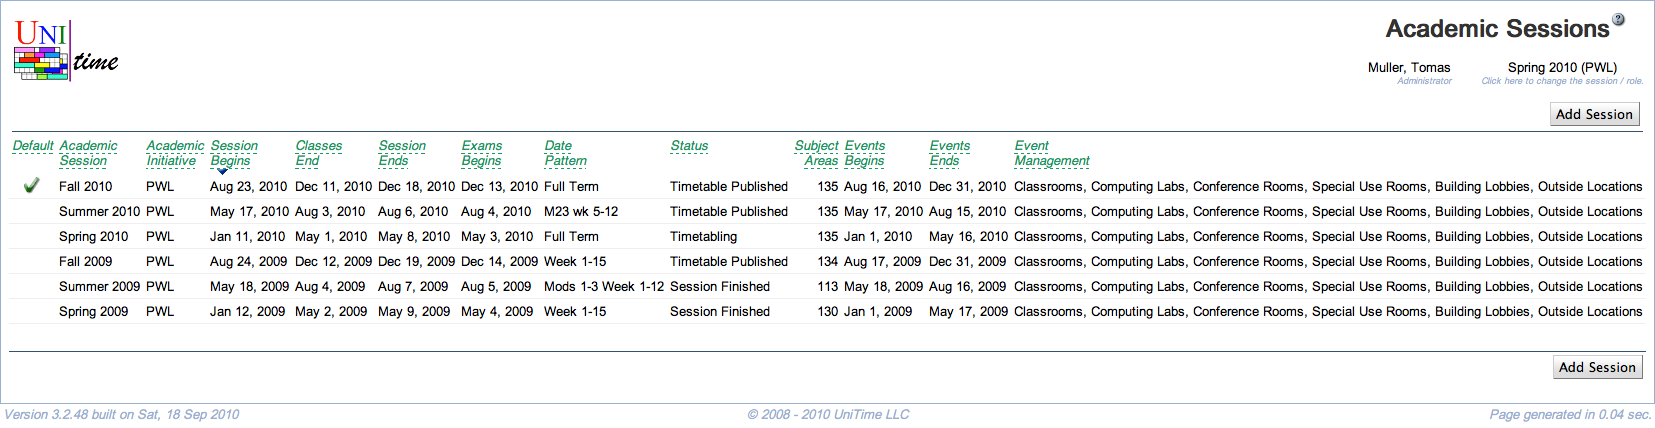 UNI time
Academic Sessions ?
Muller, Tomas Spring 2010 (PWL)
Administrator Click here to change the session / role.
Add Session
Default Academic Session Academic Initiative Session Begins Classes End Session Ends Exams Begins Date Pattern Status Subject Areas Events Begins Events Ends Event Management
Fall 2010 PWL Aug 23, 2010 Dec 11, 2010 Dec 18, 2010 Dec 13, 2010 Full Term Timetable Published 135 Aug 16, 2010 Dec 31, 2010 Classrooms, Computing Labs, Conference Rooms, Special Use Rooms, Building Lobbies, Outside Locations
Summer 2010 PWL May 17, 2010 Aug 3, 2010 Aug 6, 2010 Aug 4, 2010 M23 wk 5-12 Timetable Published 135 May 17, 2010 Aug 15, 2010 Classrooms, Computing Labs, Conference Rooms, Special Use Rooms, Building Lobbies, Outside Locations
Spring 2010 PWL Jan 11, 2010 May 1, 2010 May 8, 2010 May 3, 2010 Full Term Timetabling 135 Jan 1, 2010 May 16, 2010 Classrooms, Computing Labs, Conference Rooms, Special Use Rooms, Building Lobbies, Outside Locations
Fall 2009 PWL Aug 24, 2009 Dec 12, 2009 Dec 19, 2009 Dec 14, 2009 Week 1-15 Timetable Published 134 Aug 17, 2009 Dec 31, 2009 Classrooms, Computing Labs, Conference Rooms, Special Use Rooms, Building Lobbies, Outside Locations
Summer 2009 PWL May 18, 2009 Aug 4, 2009 Aug 7, 2009 Aug 5, 2009 Mods 1-3 Week 1-12 Session Finished 113 May 18, 2009 Aug 16, 2009 Classrooms, Computing Labs, Conference Rooms, Special Use Rooms, Building Lobbies, Outside Locations
Spring 2009 PWL Jan 12, 2009 May 2, 2009 May 9, 2009 May 4, 2009 Week 1-15 Session Finished 130 Jan 1, 2009 May 17, 2009 Classrooms, Computing Labs, Conference Rooms, Special Use Rooms, Building Lobbies, Outside Locations
Add Session
Version 3.2.48 built on Sat, 18 Sep 2010 © 2008 - 2010 UniTime LLC Page generated in 0.04 sec.